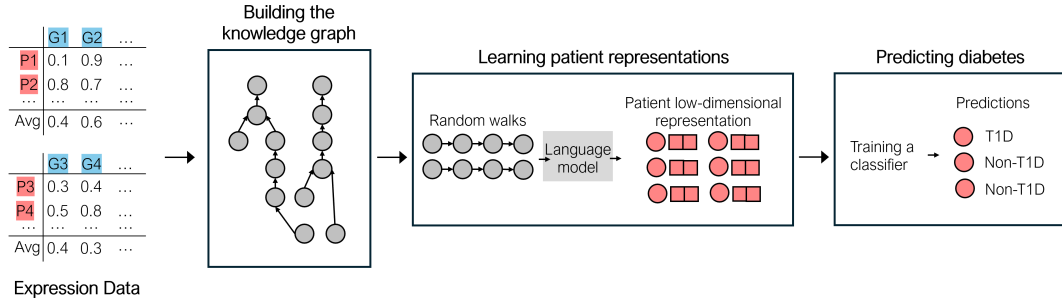 G1 G2 ...
P1 0.1 0.9 ...
P2 0.8 0.7 ...
... ... ...
Avg 0.4 0.6 ...
G3 G4 ...
P3 0.3 0.4 ...
P4 0.5 0.8 ...
... ... ...
Avg 0.4 0.3 ...
Expression Data
Building the
knowledge graph
Learning patient representations
Random walks
Language
model
Patient low-dimensional
representation
Predicting diabetes
Training a
classifier
Predictions
T1D
Non-T1D
Non-T1D